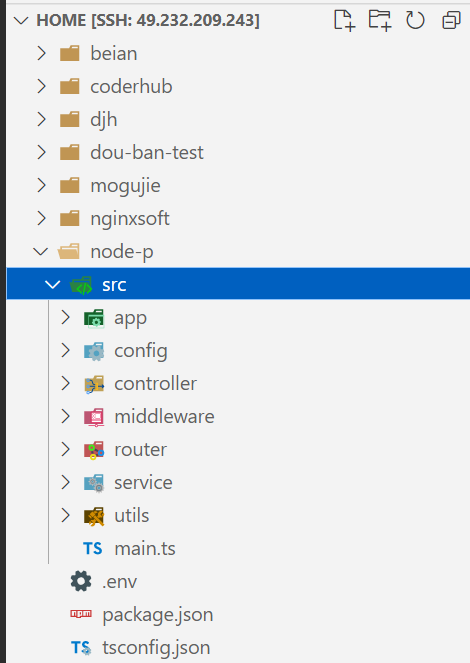 HOME [SSH: 49.232.209.243]
beian
coderhub
djh
dou-ban-test
mogujie
nginxsoft
node-p
src
app
config
controller
middleware
router
service
utils
TS main.ts
.env
npm package.json
TS tsconfig.json